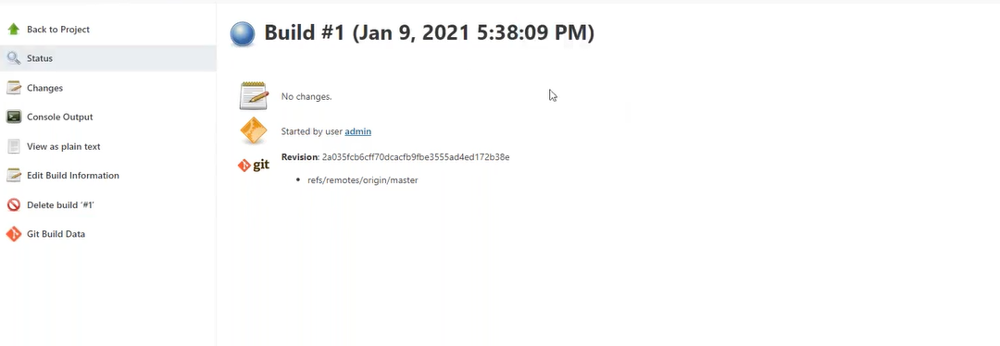 Back to Project
Status
Changes
Console Output
View as plain text
Edit Build Information
Delete build ‘#1’
Git Build Data
Build #1 (Jan 9, 2021 5:38:09 PM)
No changes.
Started by user admin
git
Revision: 2a035fcb6cff70dcacfb9fbe3555ad4ed172b38e
refs/remotes/origin/master